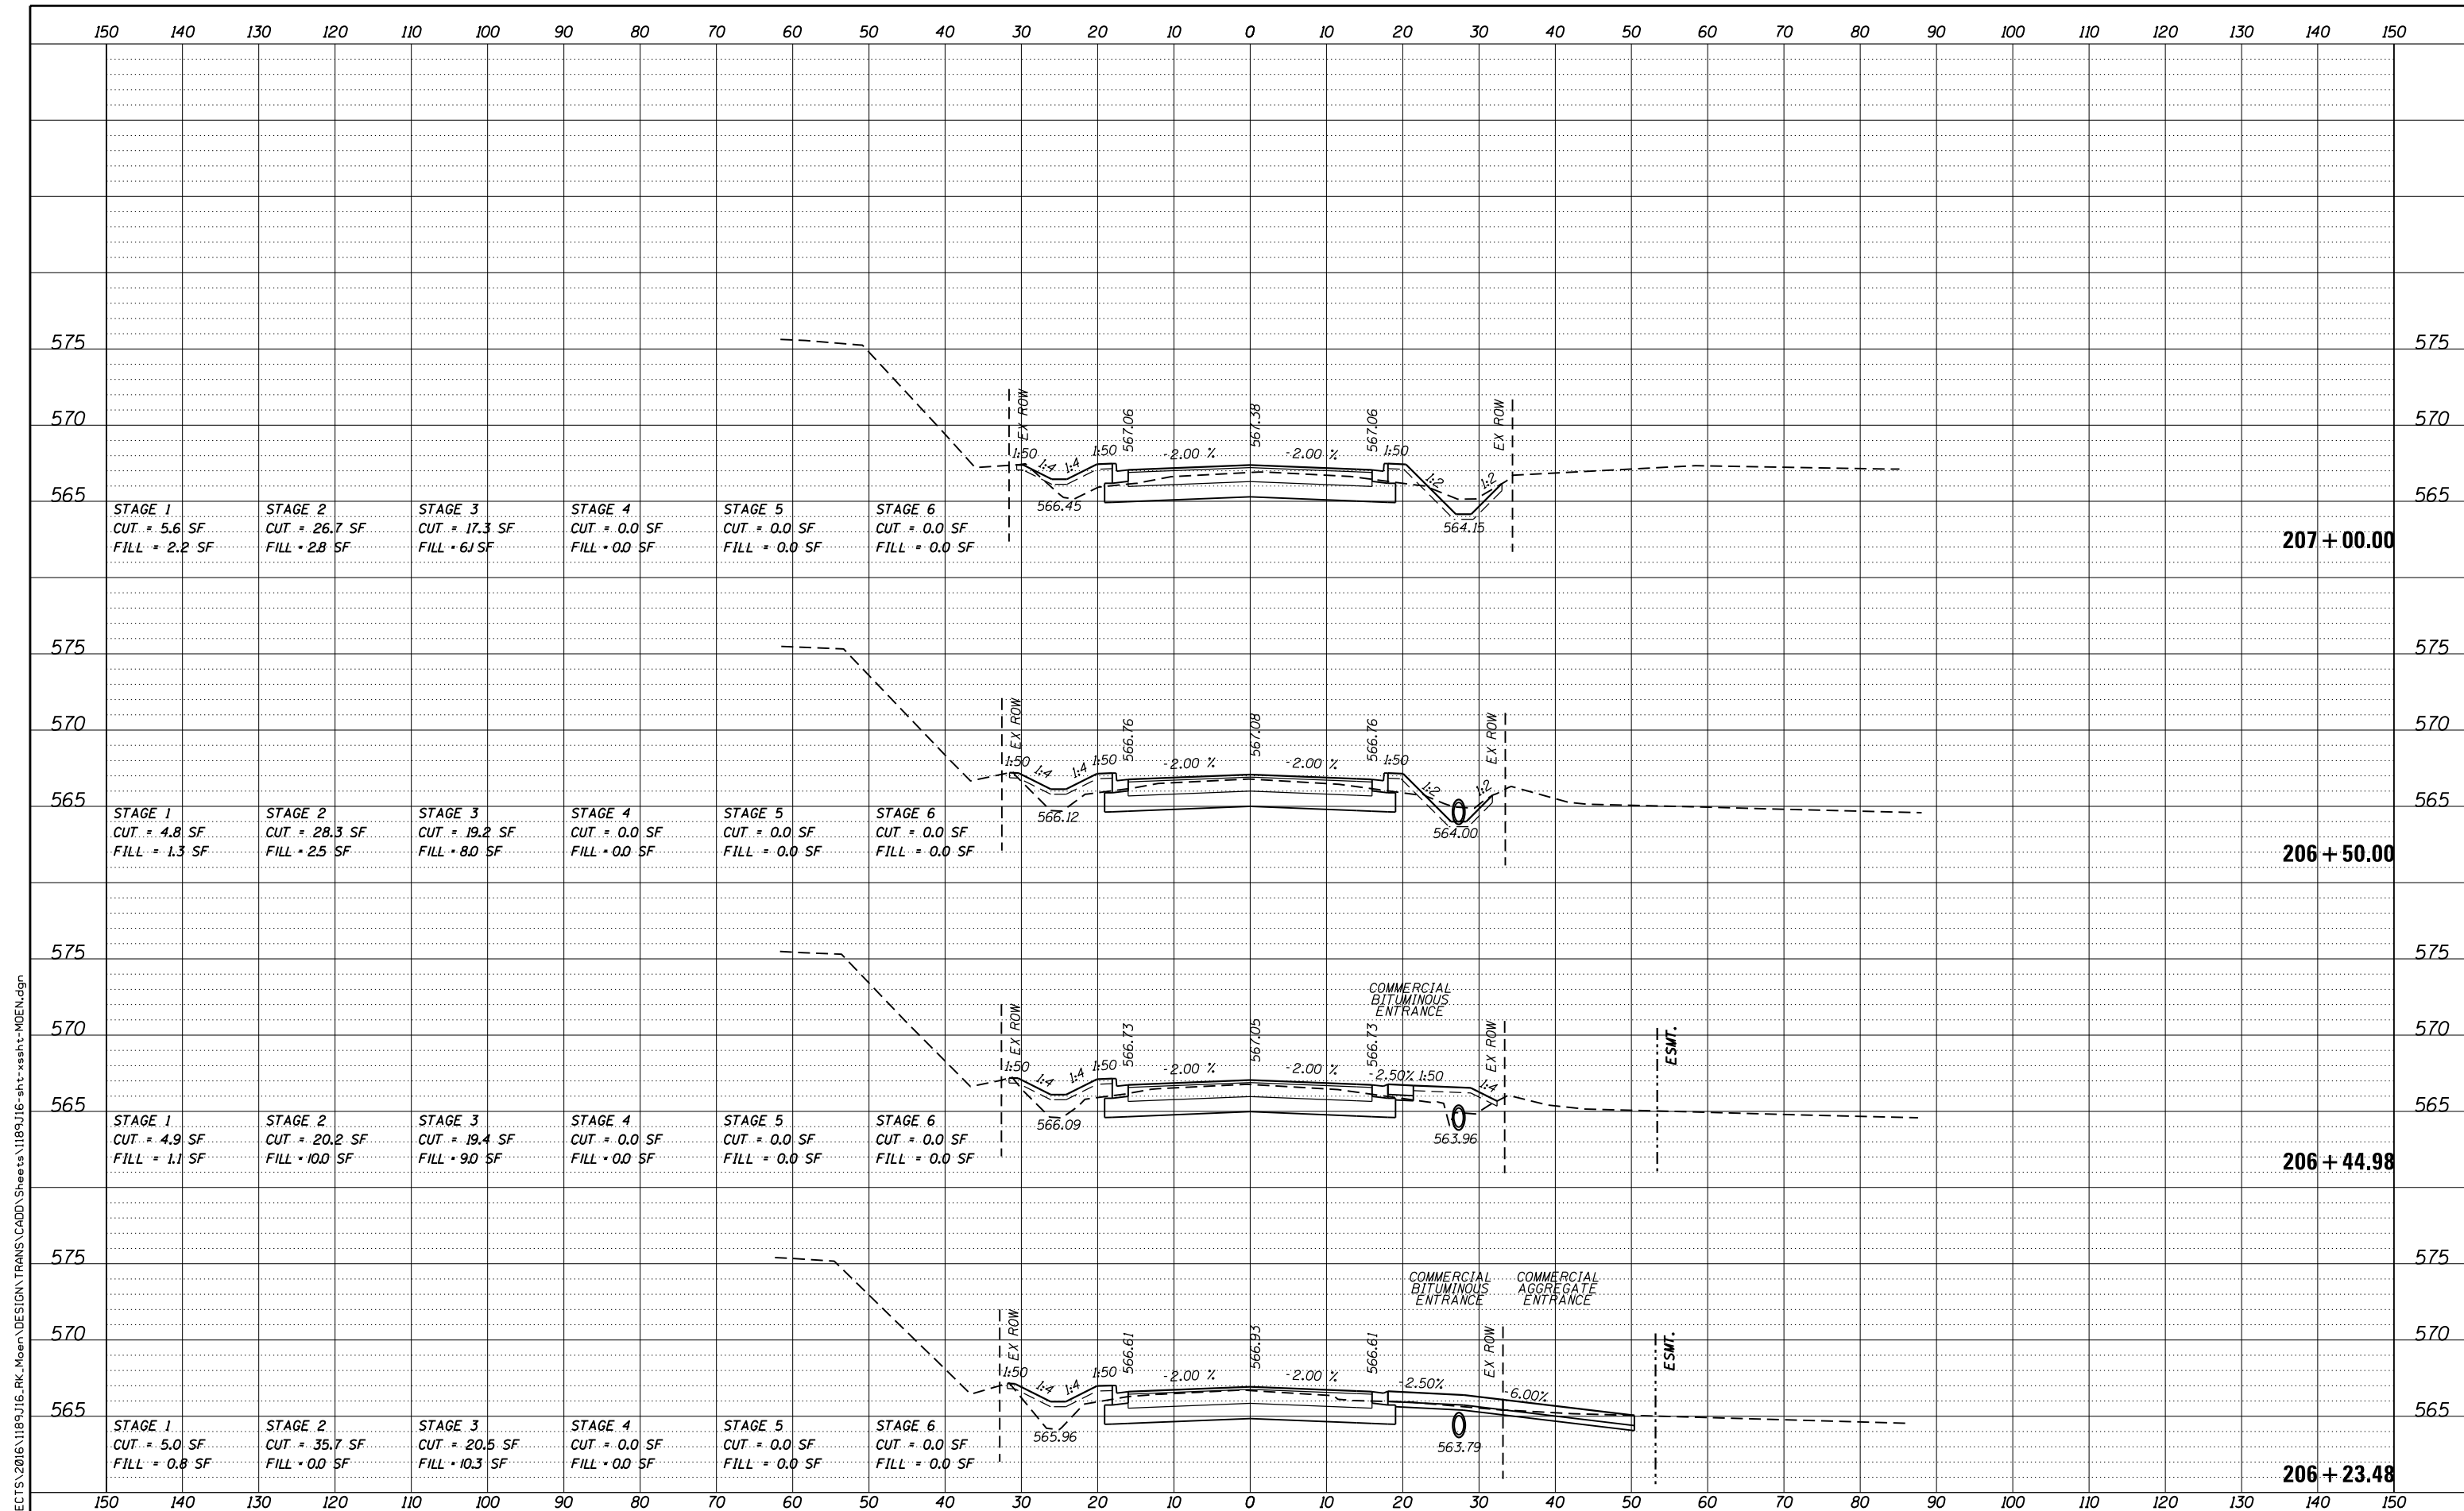 150 140 130 120 110 100 90 80 70 60 50 40 30 20 10 0 10 20 30 40 50 60 70 80 90 100 110 120 130 140 150
575 575
570 570
EX ROW 567.06 567.38 567.06 EX ROW
1:50 1:4 1:4 1:50 -2.00 % -2.00 % 1:50 1:2 1:2
565 565
566.45 564.15
STAGE 1 STAGE 2 STAGE 3 STAGE 4 STAGE 5 STAGE 6
CUT = 5.6 SF CUT = 26.7 SF CUT = 17.3 SF CUT = 0.0 SF CUT = 0.0 SF CUT = 0.0 SF
FILL = 2.2 SF FILL = 2.8 SF FILL = 6.1 SF FILL = 0.0 SF FILL = 0.0 SF FILL = 0.0 SF
207+00.00
575 575
570 570
EX ROW 566.76 567.08 566.76 EX ROW
1:50 1:4 1:4 1:50 -2.00 % -2.00 % 1:50 1:2 1:2
565 565
566.12 564.00
STAGE 1 STAGE 2 STAGE 3 STAGE 4 STAGE 5 STAGE 6
CUT = 4.8 SF CUT = 28.3 SF CUT = 19.2 SF CUT = 0.0 SF CUT = 0.0 SF CUT = 0.0 SF
FILL = 1.3 SF FILL = 2.5 SF FILL = 8.0 SF FILL = 0.0 SF FILL = 0.0 SF FILL = 0.0 SF
206+50.00
575 575
COMMERCIAL
BITUMINOUS
ENTRANCE
570 570
EX ROW 566.73 567.05 566.73 EX ROW ESMT.
1:50 1:4 1:4 1:50 -2.00 % -2.00 % -2.50% 1:50 1:4
565 565
566.09 563.96
STAGE 1 STAGE 2 STAGE 3 STAGE 4 STAGE 5 STAGE 6
CUT = 4.9 SF CUT = 20.2 SF CUT = 19.4 SF CUT = 0.0 SF CUT = 0.0 SF CUT = 0.0 SF
FILL = 1.1 SF FILL = 10.0 SF FILL = 9.0 SF FILL = 0.0 SF FILL = 0.0 SF FILL = 0.0 SF
206+44.98
575 575
COMMERCIAL COMMERCIAL
BITUMINOUS AGGREGATE
ENTRANCE ENTRANCE
570 570
EX ROW 566.61 566.93 566.61 EX ROW ESMT.
1:50 1:4 1:4 1:50 -2.00 % -2.00 % -2.50% -6.00%
565 565
565.96 563.79
STAGE 1 STAGE 2 STAGE 3 STAGE 4 STAGE 5 STAGE 6
CUT = 5.0 SF CUT = 35.7 SF CUT = 20.5 SF CUT = 0.0 SF CUT = 0.0 SF CUT = 0.0 SF
FILL = 0.8 SF FILL = 0.0 SF FILL = 10.3 SF FILL = 0.0 SF FILL = 0.0 SF FILL = 0.0 SF
206+23.48
150 140 130 120 110 100 90 80 70 60 50 40 30 20 10 0 10 20 30 40 50 60 70 80 90 100 110 120 130 140 150
ECTS\2016\1189J16_RK_Moen\DESIGN\TRANS\CADD\Sheets\1189J16-sht-xssht-MOEN.dgn